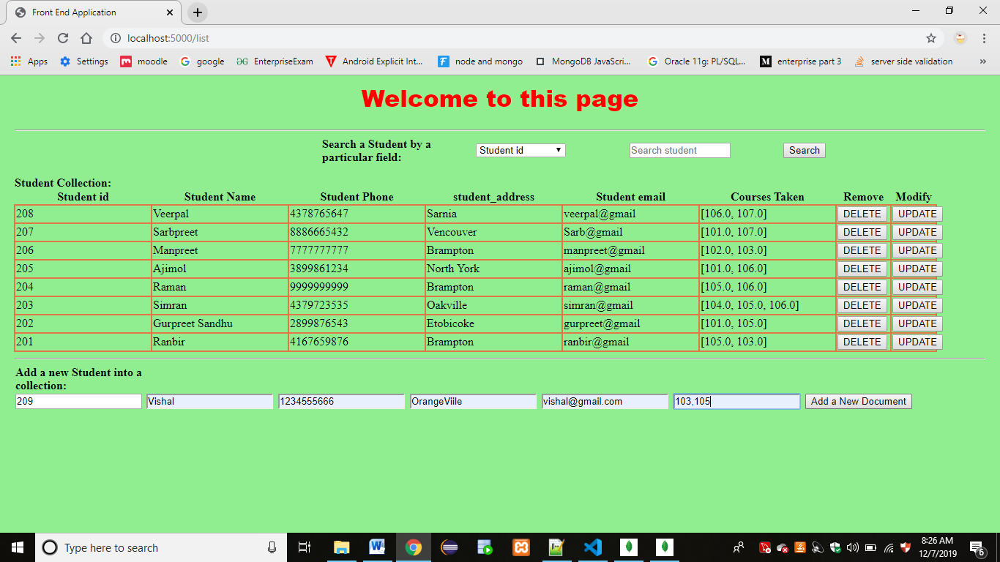 Front End Application
localhost:5000/list
Apps Settings moodle google EnterpriseExam Android Explicit Int... node and mongo MongoDB JavaScri... Oracle 11g: PL/SQL... enterprise part 3 server side validation »
Welcome to this page
Search a Student by a
particular field:
Student id Search student Search
Student Collection:
Student id Student Name Student Phone student_address Student email Courses Taken Remove Modify
208 Veerpal 4378765647 Sarnia veerpal@gmail [106.0, 107.0] DELETE UPDATE
207 Sarbpreet 8886665432 Vencouver Sarb@gmail [101.0, 107.0] DELETE UPDATE
206 Manpreet 7777777777 Brampton manpreet@gmail [102.0, 103.0] DELETE UPDATE
205 Ajimol 3899861234 North York ajimol@gmail [101.0, 106.0] DELETE UPDATE
204 Raman 9999999999 Brampton raman@gmail [105.0, 106.0] DELETE UPDATE
203 Simran 4379723535 Oakville simran@gmail [104.0, 105.0, 106.0] DELETE UPDATE
202 Gurpreet Sandhu 2899876543 Etobicoke gurpreet@gmail [101.0, 105.0] DELETE UPDATE
201 Ranbir 4167659876 Brampton ranbir@gmail [105.0, 103.0] DELETE UPDATE
Add a new Student into a
collection:
209 Vishal 1234555666 OrangeViile vishal@gmail.com 103,105 Add a New Document
Type here to search
8:26 AM
12/7/2019
6